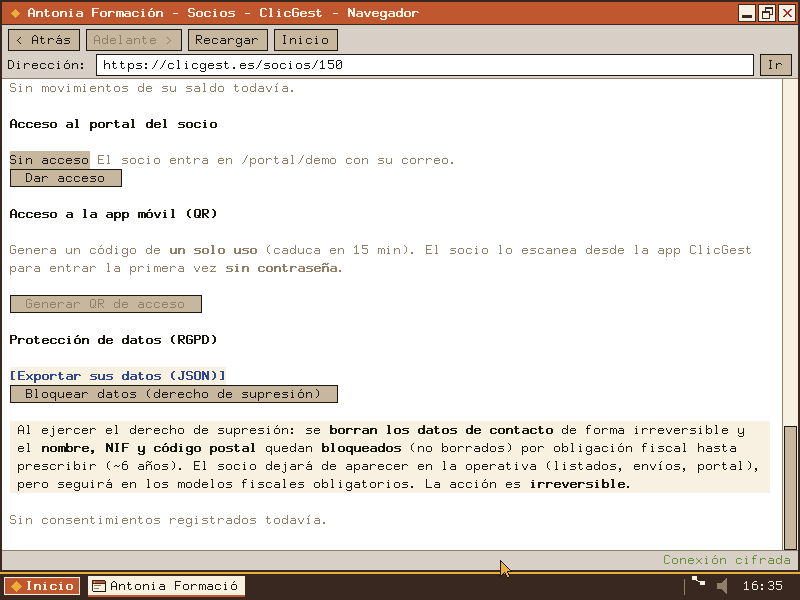 Antonia Formación - Socios - ClicGest - Navegador
< Atrás Adelante > Recargar Inicio
Dirección: https://clicgest.es/socios/150 Ir
Sin movimientos de su saldo todavía.
Acceso al portal del socio
Sin acceso El socio entra en /portal/demo con su correo.
Dar acceso
Acceso a la app móvil (QR)
Genera un código de un solo uso (caduca en 15 min). El socio lo escanea desde la app ClicGest
para entrar la primera vez sin contraseña.
Generar QR de acceso
Protección de datos (RGPD)
[Exportar sus datos (JSON)]
Bloquear datos (derecho de supresión)
Al ejercer el derecho de supresión: se borran los datos de contacto de forma irreversible y
el nombre, NIF y código postal quedan bloqueados (no borrados) por obligación fiscal hasta
prescribir (~6 años). El socio dejará de aparecer en la operativa (listados, envíos, portal),
pero seguirá en los modelos fiscales obligatorios. La acción es irreversible.
Sin consentimientos registrados todavía.
Conexión cifrada
Inicio Antonia Formació 16:35